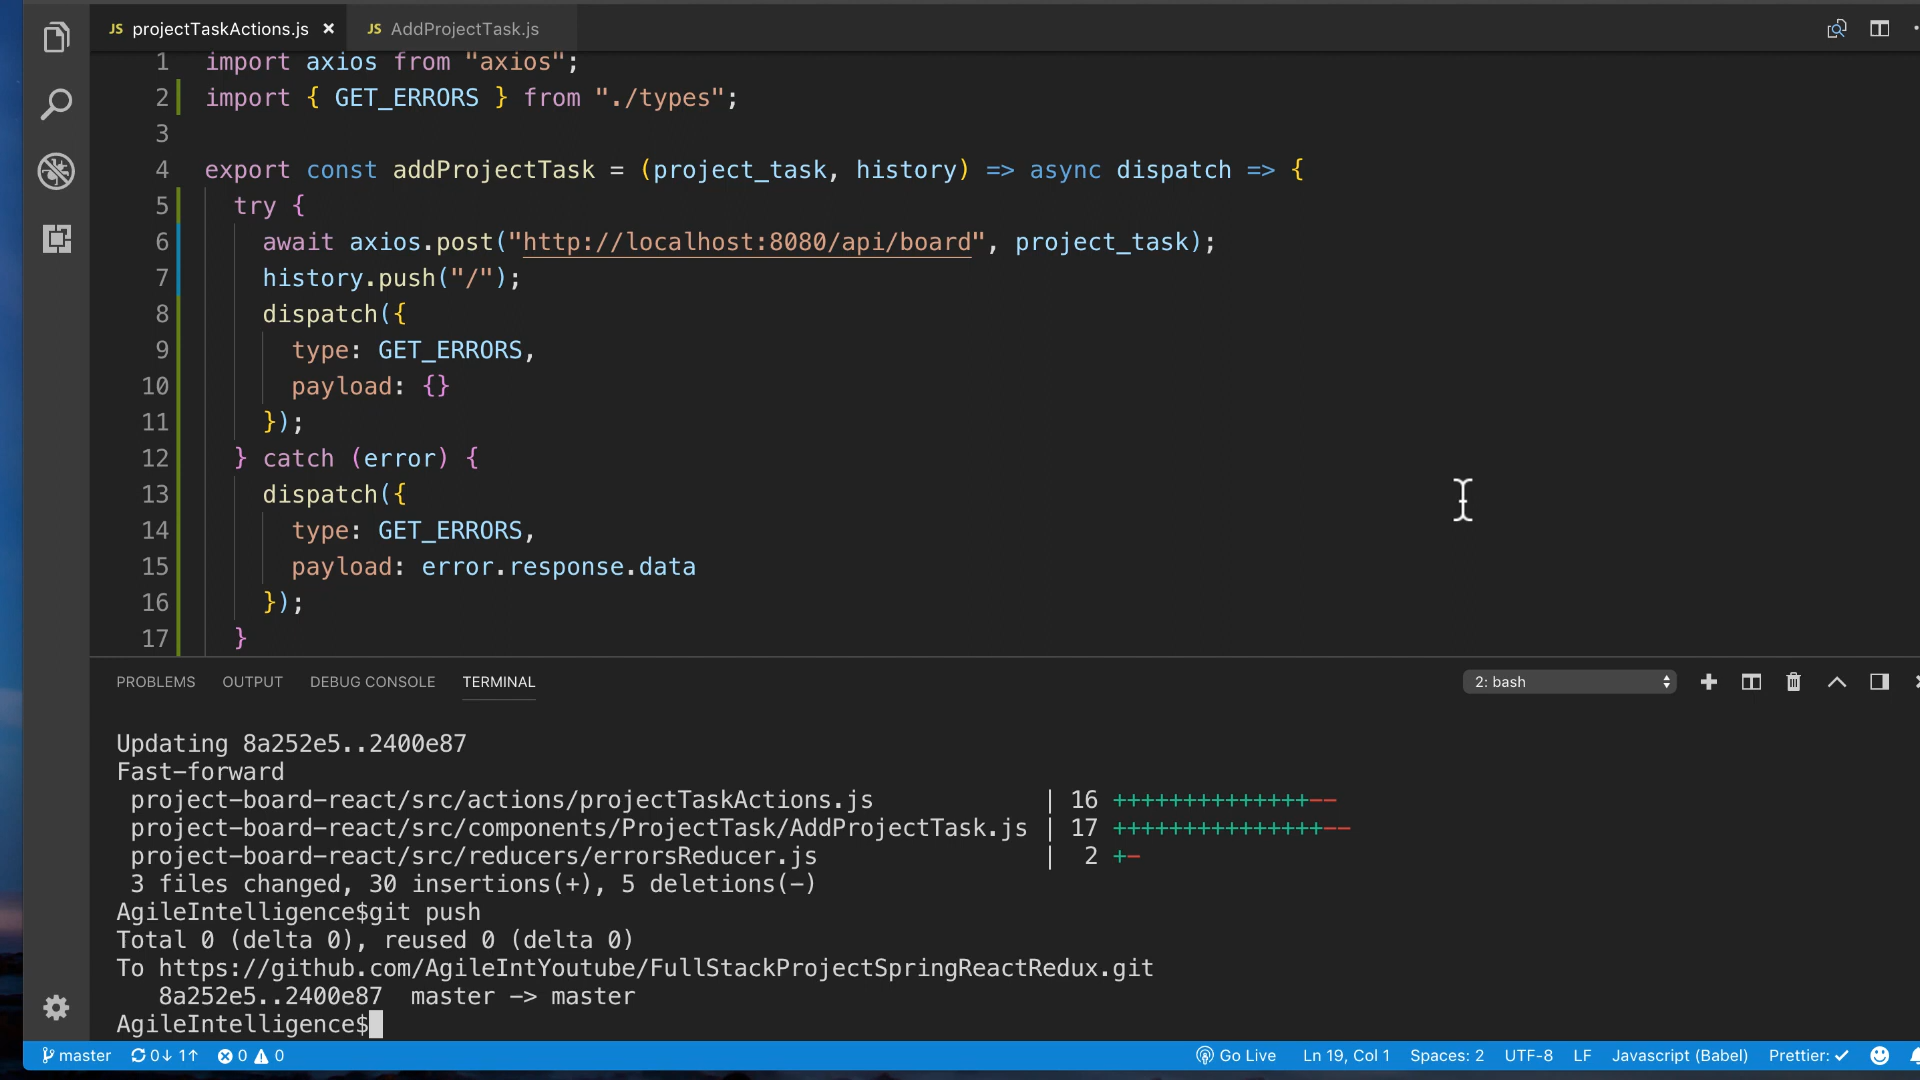 JS projectTaskActions.js × JS AddProjectTask.js
1 import axios from "axios";
2 import { GET_ERRORS } from "./types";
3
4 export const addProjectTask = (project_task, history) => async dispatch => {
5 try {
6 await axios.post("http://localhost:8080/api/board", project_task);
7 history.push("/");
8 dispatch({
9 type: GET_ERRORS,
10 payload: {}
11 });
12 } catch (error) {
13 dispatch({
14 type: GET_ERRORS,
15 payload: error.response.data
16 });
17 }
PROBLEMS OUTPUT DEBUG CONSOLE TERMINAL 2: bash
Updating 8a252e5..2400e87
Fast-forward
project-board-react/src/actions/projectTaskActions.js | 16 ++++++++++++++--
project-board-react/src/components/ProjectTask/AddProjectTask.js | 17 +++++++++++++++--
project-board-react/src/reducers/errorsReducer.js | 2 +-
3 files changed, 30 insertions(+), 5 deletions(-)
AgileIntelligence$git push
Total 0 (delta 0), reused 0 (delta 0)
To https://github.com/AgileIntYoutube/FullStackProjectSpringReactRedux.git
8a252e5..2400e87 master -> master
AgileIntelligence$
master 0↓ 1↑ 0 0 Go Live Ln 19, Col 1 Spaces: 2 UTF-8 LF Javascript (Babel) Prettier: ✓